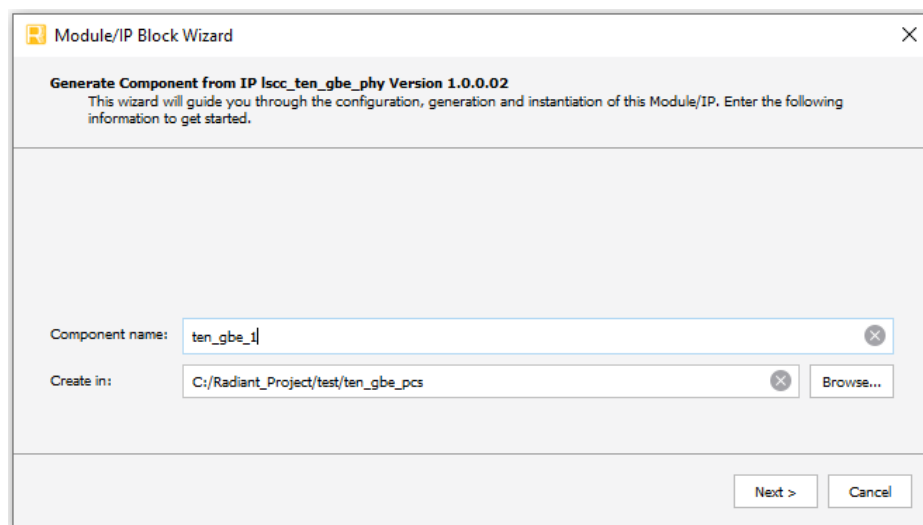 Module/IP Block Wizard
Generate Component from IP lscc_ten_gbe_phy Version 1.0.0.02
This wizard will guide you through the configuration, generation and instantiation of this Module/IP. Enter the following
information to get started.
Component name: ten_gbe_1
Create in: C:/Radiant_Project/test/ten_gbe_pcs Browse...
Next > Cancel